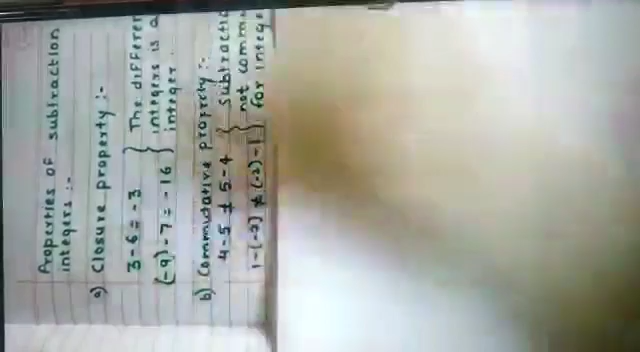 Properties of subtraction
integers :-
a) Closure property :-
3 - 6 = -3 } The differen
(-9) - 7 = -16 } integers is a
integer.
b) Commutative property :-
4 - 5 ≠ 5 - 4 } Subtractio
1 - (-2) ≠ (-2) - 1 } not comm
for intege